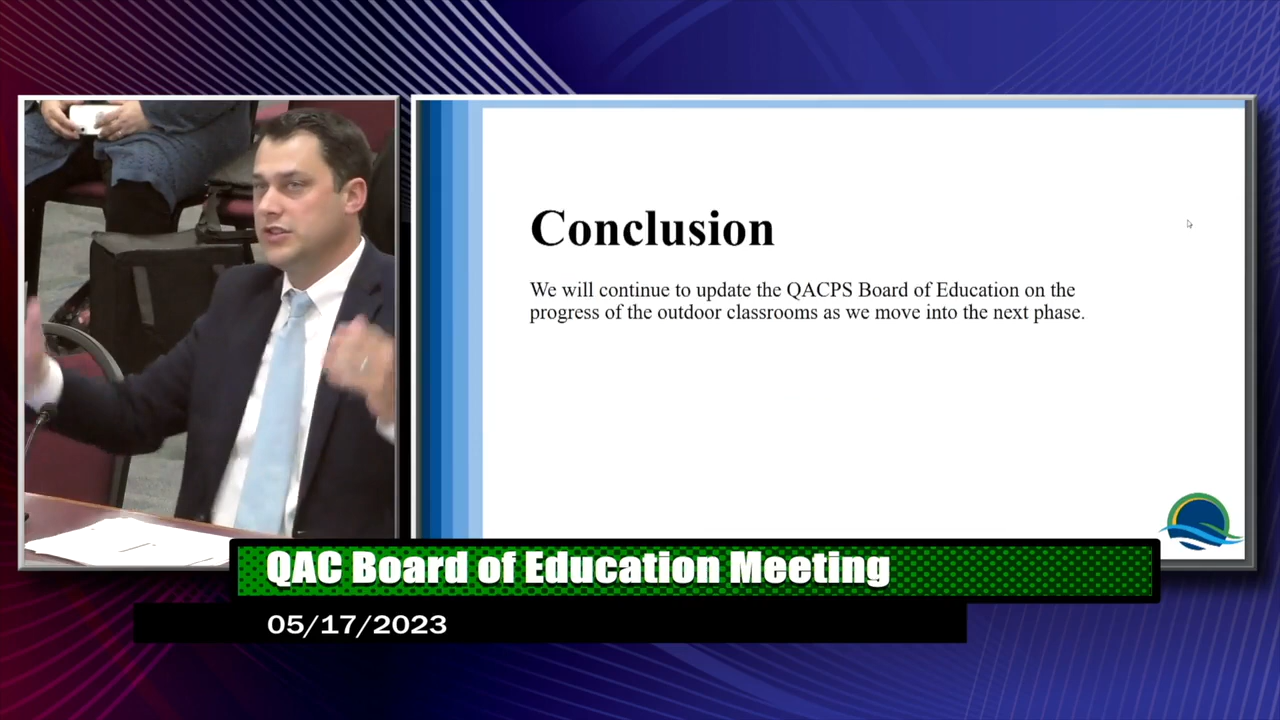 Conclusion
We will continue to update the QACPS Board of Education on the
progress of the outdoor classrooms as we move into the next phase.
QAC Board of Education Meeting
05/17/2023